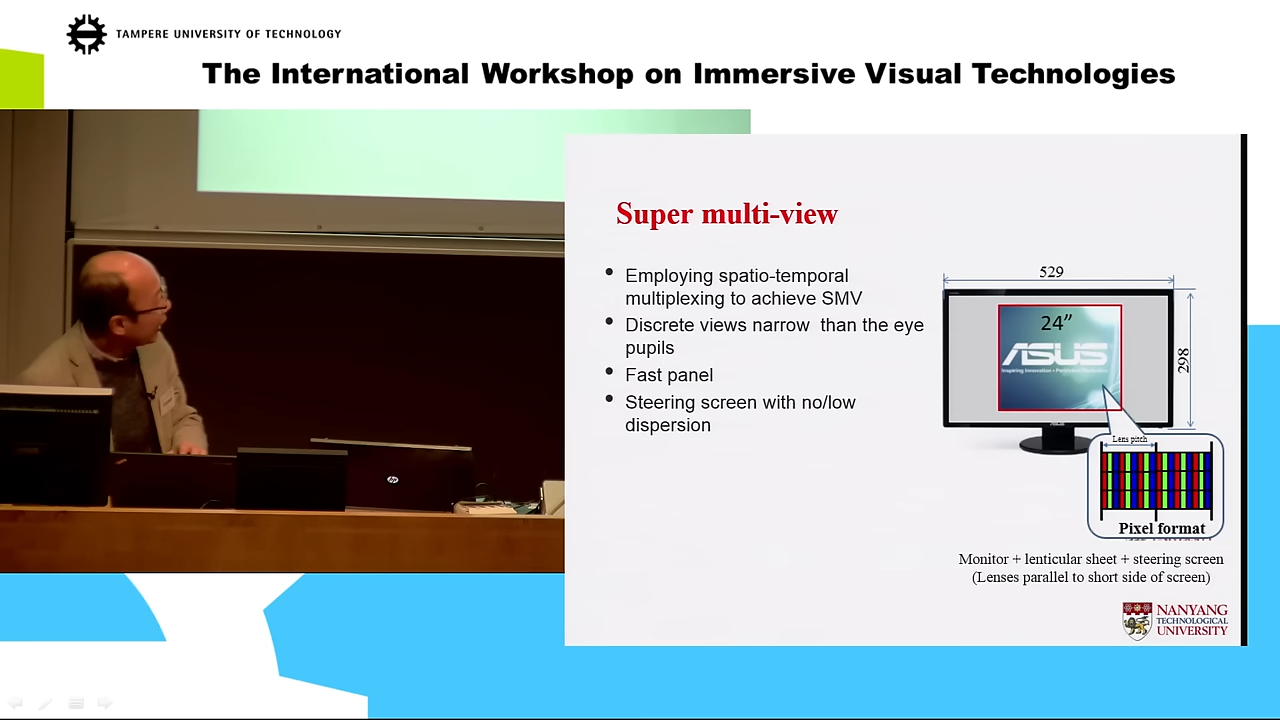 TAMPERE UNIVERSITY OF TECHNOLOGY
The International Workshop on Immersive Visual Technologies
Super multi-view
• Employing spatio-temporal
multiplexing to achieve SMV
• Discrete views narrow than the eye
pupils
• Fast panel
• Steering screen with no/low
dispersion
529
24”
ASUS
298
ASUS
Lens pitch
Pixel format
Monitor + lenticular sheet + steering screen
(Lenses parallel to short side of screen)
NANYANG
TECHNOLOGICAL
UNIVERSITY
hp